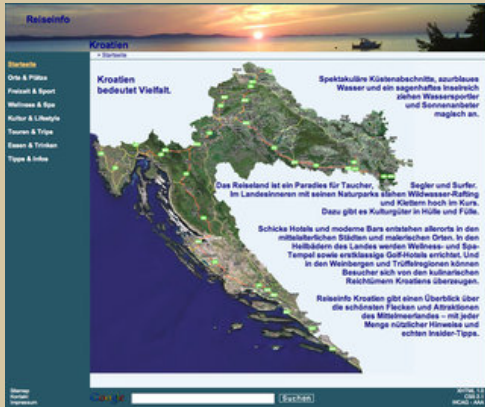 Reiseinfo
Kroatien
> Startseite
Startseite
Orte & Plätze
Freizeit & Sport
Wellness & Spa
Kultur & Lifestyle
Touren & Trips
Essen & Trinken
Tipps & Infos
Kroatien
bedeutet Vielfalt.
Spektakuläre Küstenabschnitte, azurblaues
Wasser und ein sagenhaftes Inselreich
ziehen Wassersportler
und Sonnenanbeter
magisch an.
Das Reiseland ist ein Paradies für Taucher, Segler und Surfer.
Im Landesinneren mit seinen Naturparks stehen Wildwasser-Rafting
und Klettern hoch im Kurs.
Dazu gibt es Kulturgüter in Hülle und Fülle.
Schicke Hotels und moderne Bars entstehen allerorts in den
mittelalterlichen Städten und malerischen Orten. In den
Heilbädern des Landes werden Wellness- und Spa-
Tempel sowie erstklassige Golf-Hotels errichtet. Und
in den Weinbergen und Trüffelregionen können
Besucher sich von den kulinarischen
Reichtümern Kroatiens überzeugen.
Reiseinfo Kroatien gibt einen Überblick über
die schönsten Flecken und Attraktionen
des Mittelmeerlandes – mit jeder
Menge nützlicher Hinweise und
echten Insider-Tipps.
Sitemap
Kontakt
Impressum
Google
Suchen
XHTML 1.0
CSS 2.1
WCAG - AAA